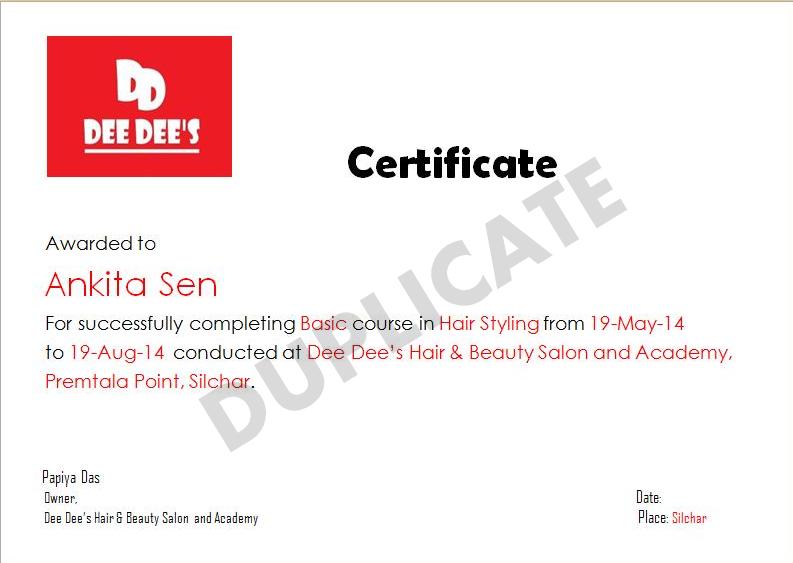 DD
DEE DEE'S
Certificate
DUPLICATE
Awarded to
Ankita Sen
For successfully completing Basic course in Hair Styling from 19-May-14
to 19-Aug-14 conducted at Dee Dee's Hair & Beauty Salon and Academy,
Premtala Point, Silchar.
Papiya Das
Owner,
Dee Dee's Hair & Beauty Salon and Academy
Date:
Place: Silchar